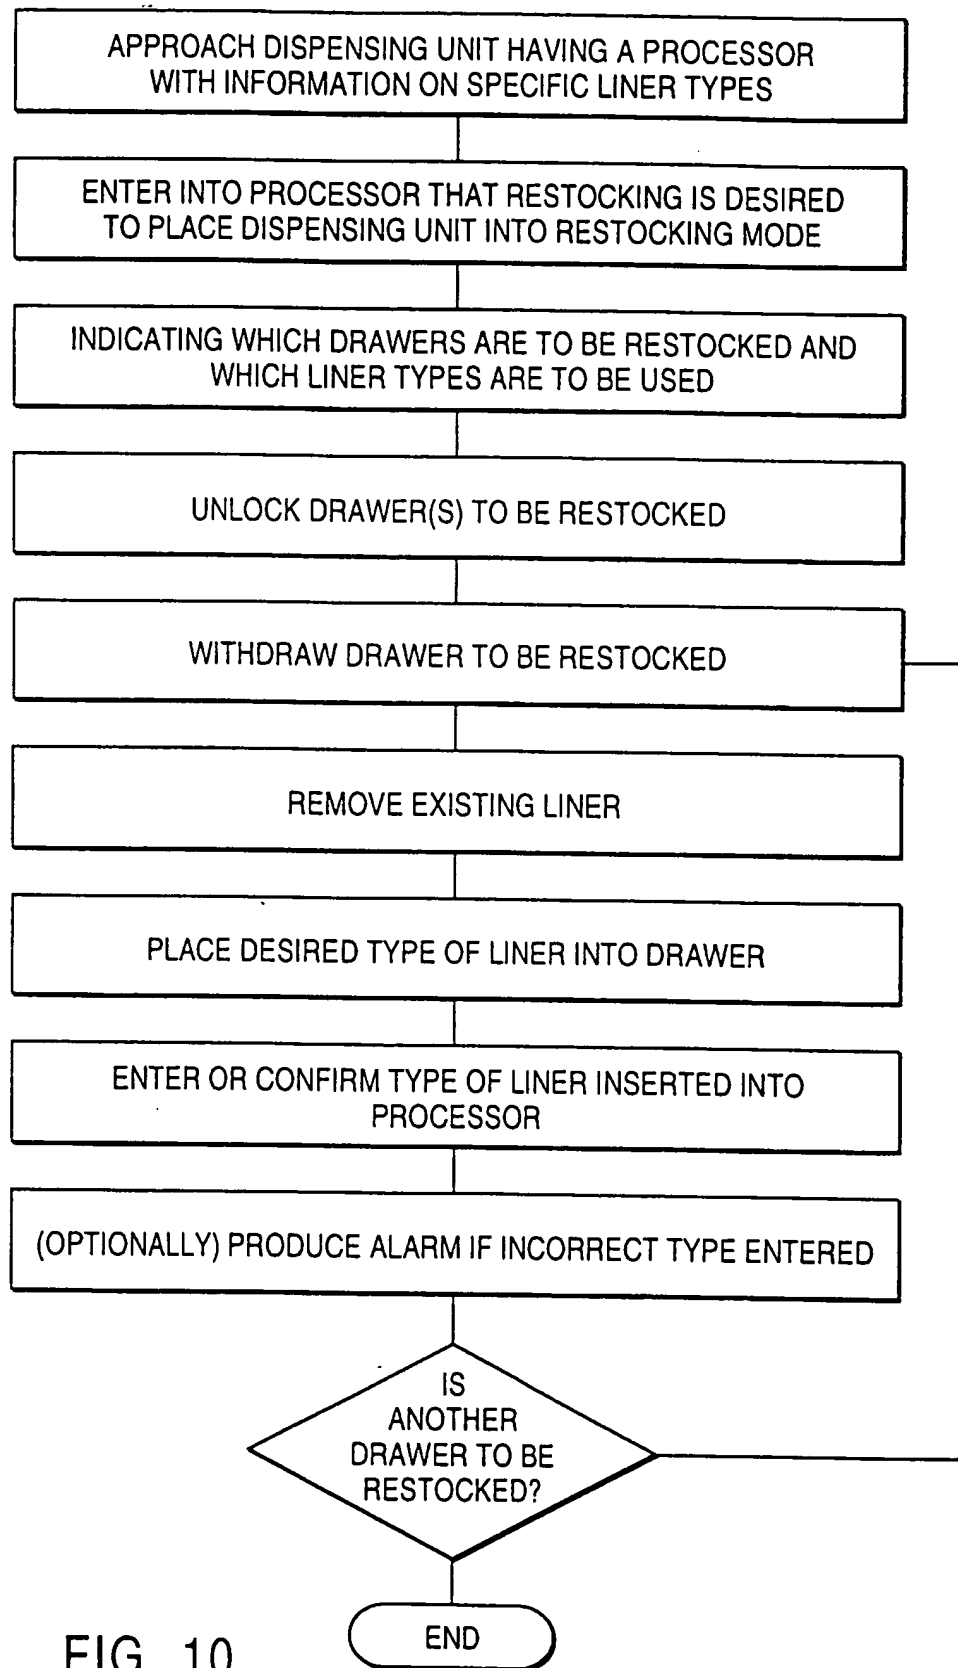 APPROACH DISPENSING UNIT HAVING A PROCESSOR
WITH INFORMATION ON SPECIFIC LINER TYPES
ENTER INTO PROCESSOR THAT RESTOCKING IS DESIRED
TO PLACE DISPENSING UNIT INTO RESTOCKING MODE
INDICATING WHICH DRAWERS ARE TO BE RESTOCKED AND
WHICH LINER TYPES ARE TO BE USED
UNLOCK DRAWER(S) TO BE RESTOCKED
WITHDRAW DRAWER TO BE RESTOCKED
REMOVE EXISTING LINER
PLACE DESIRED TYPE OF LINER INTO DRAWER
ENTER OR CONFIRM TYPE OF LINER INSERTED INTO
PROCESSOR
(OPTIONALLY) PRODUCE ALARM IF INCORRECT TYPE ENTERED
IS
ANOTHER
DRAWER TO BE
RESTOCKED?
END
FIG. 10